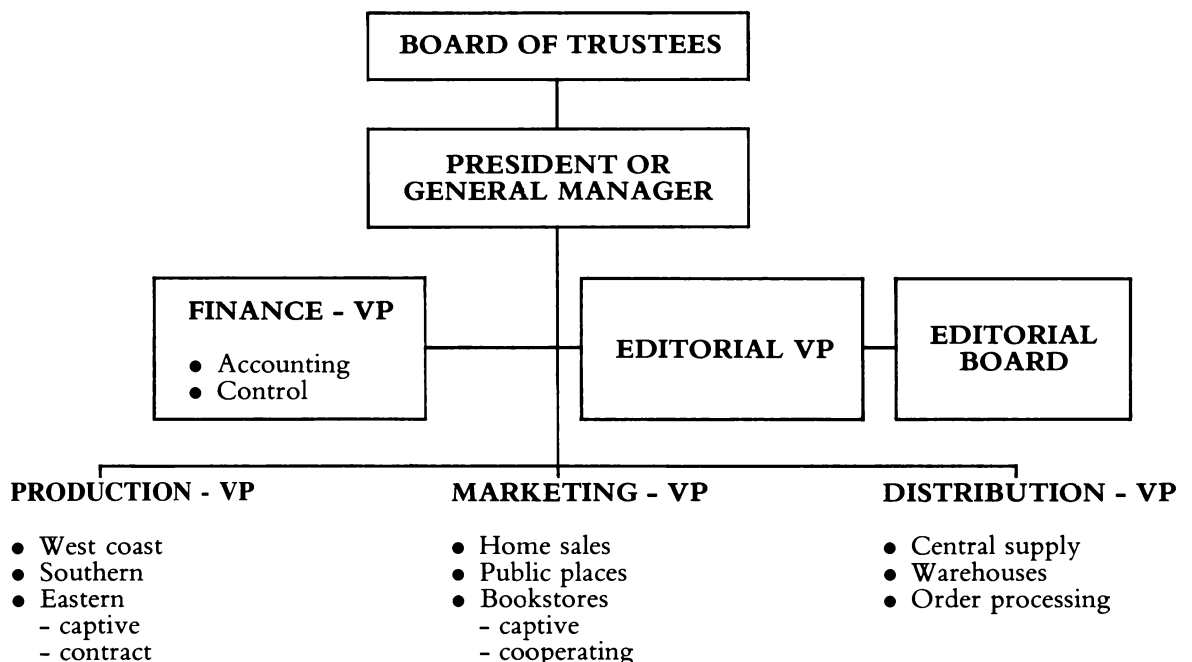 BOARD OF TRUSTEES
PRESIDENT OR
GENERAL MANAGER
FINANCE - VP
● Accounting
● Control
EDITORIAL VP
EDITORIAL
BOARD
PRODUCTION - VP
● West coast
● Southern
● Eastern
- captive
- contract
MARKETING - VP
● Home sales
● Public places
● Bookstores
- captive
- cooperating
DISTRIBUTION - VP
● Central supply
● Warehouses
● Order processing